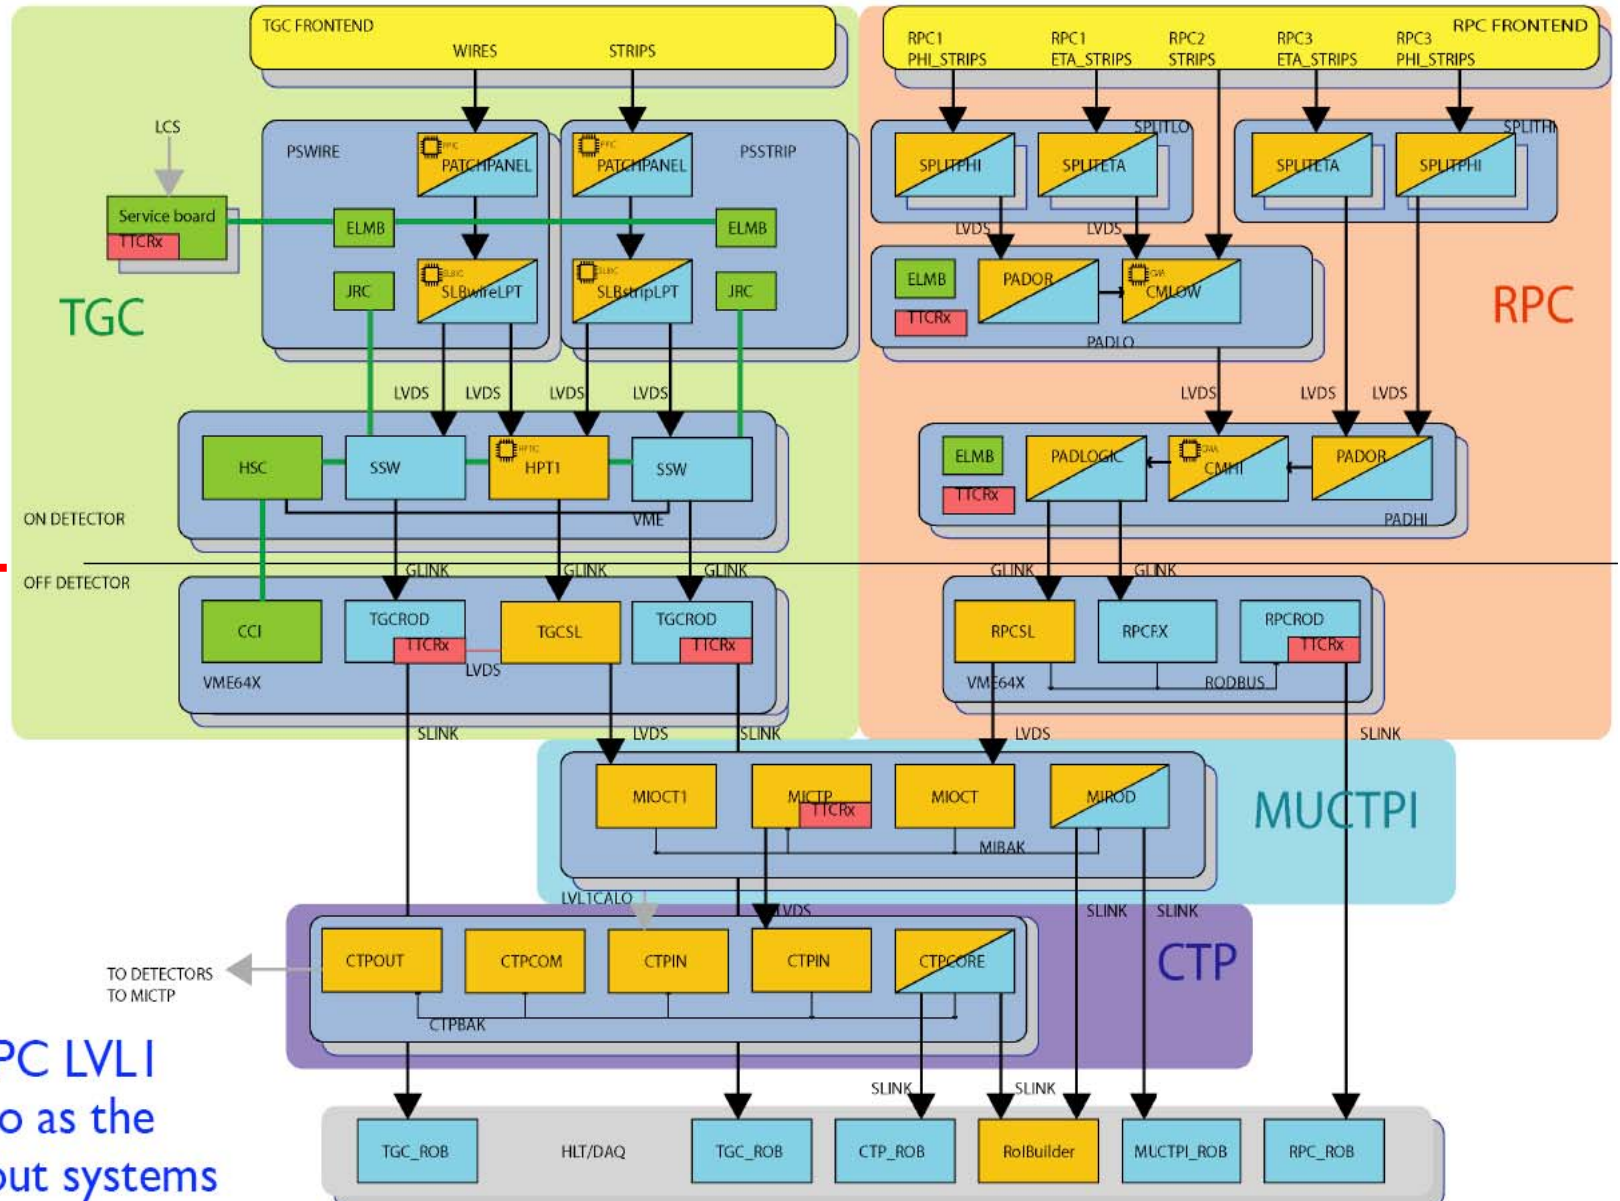 TGC FRONTEND
WIRES
STRIPS
RPC FRONTEND
RPC1
PHI_STRIPS
RPC1
ETA_STRIPS
RPC2
STRIPS
RPC3
ETA_STRIPS
RPC3
PHI_STRIPS
LCS
PSWIRE
PATCHPANEL
PATCHPANEL
PSSTRIP
SPLITLO
SPLITPHI
SPLITETA
SPLITHI
SPLITETA
SPLITPHI
Service board
TTCRx
ELMB
ELMB
LVDS
LVDS
JRC
SLBwireLPT
SLBstripLPT
JRC
ELMB
TTCRx
PADOR
CMLOW
PADLO
TGC
RPC
LVDS
LVDS
LVDS
LVDS
LVDS
LVDS
LVDS
HSC
SSW
HPT1
SSW
VME
ELMB
TTCRx
PADLOGIC
CMHI
PADOR
PADHI
ON DETECTOR
OFF DETECTOR
GLINK
GLINK
GLINK
GLINK
GLINK
CCI
TGCROD
TTCRx
LVDS
TGCSL
TGCROD
TTCRx
VME64X
RPCSL
RPCRX
RPCROD
TTCRx
VME64X
RODBUS
SLINK
LVDS
SLINK
LVDS
SLINK
MIOCT1
MICTP
TTCRx
MIOCT
MIROD
MIBAK
MUCTPI
LVL1CALO
LVDS
SLINK
SLINK
CTPOUT
CTPCOM
CTPIN
CTPIN
CTPCORE
CTPBAK
CTP
TO DETECTORS
TO MICTP
PC LVL1
o as the
out systems
SLINK
SLINK
TGC_ROB
HLT/DAQ
TGC_ROB
CTP_ROB
RoIBuilder
MUCTPI_ROB
RPC_ROB